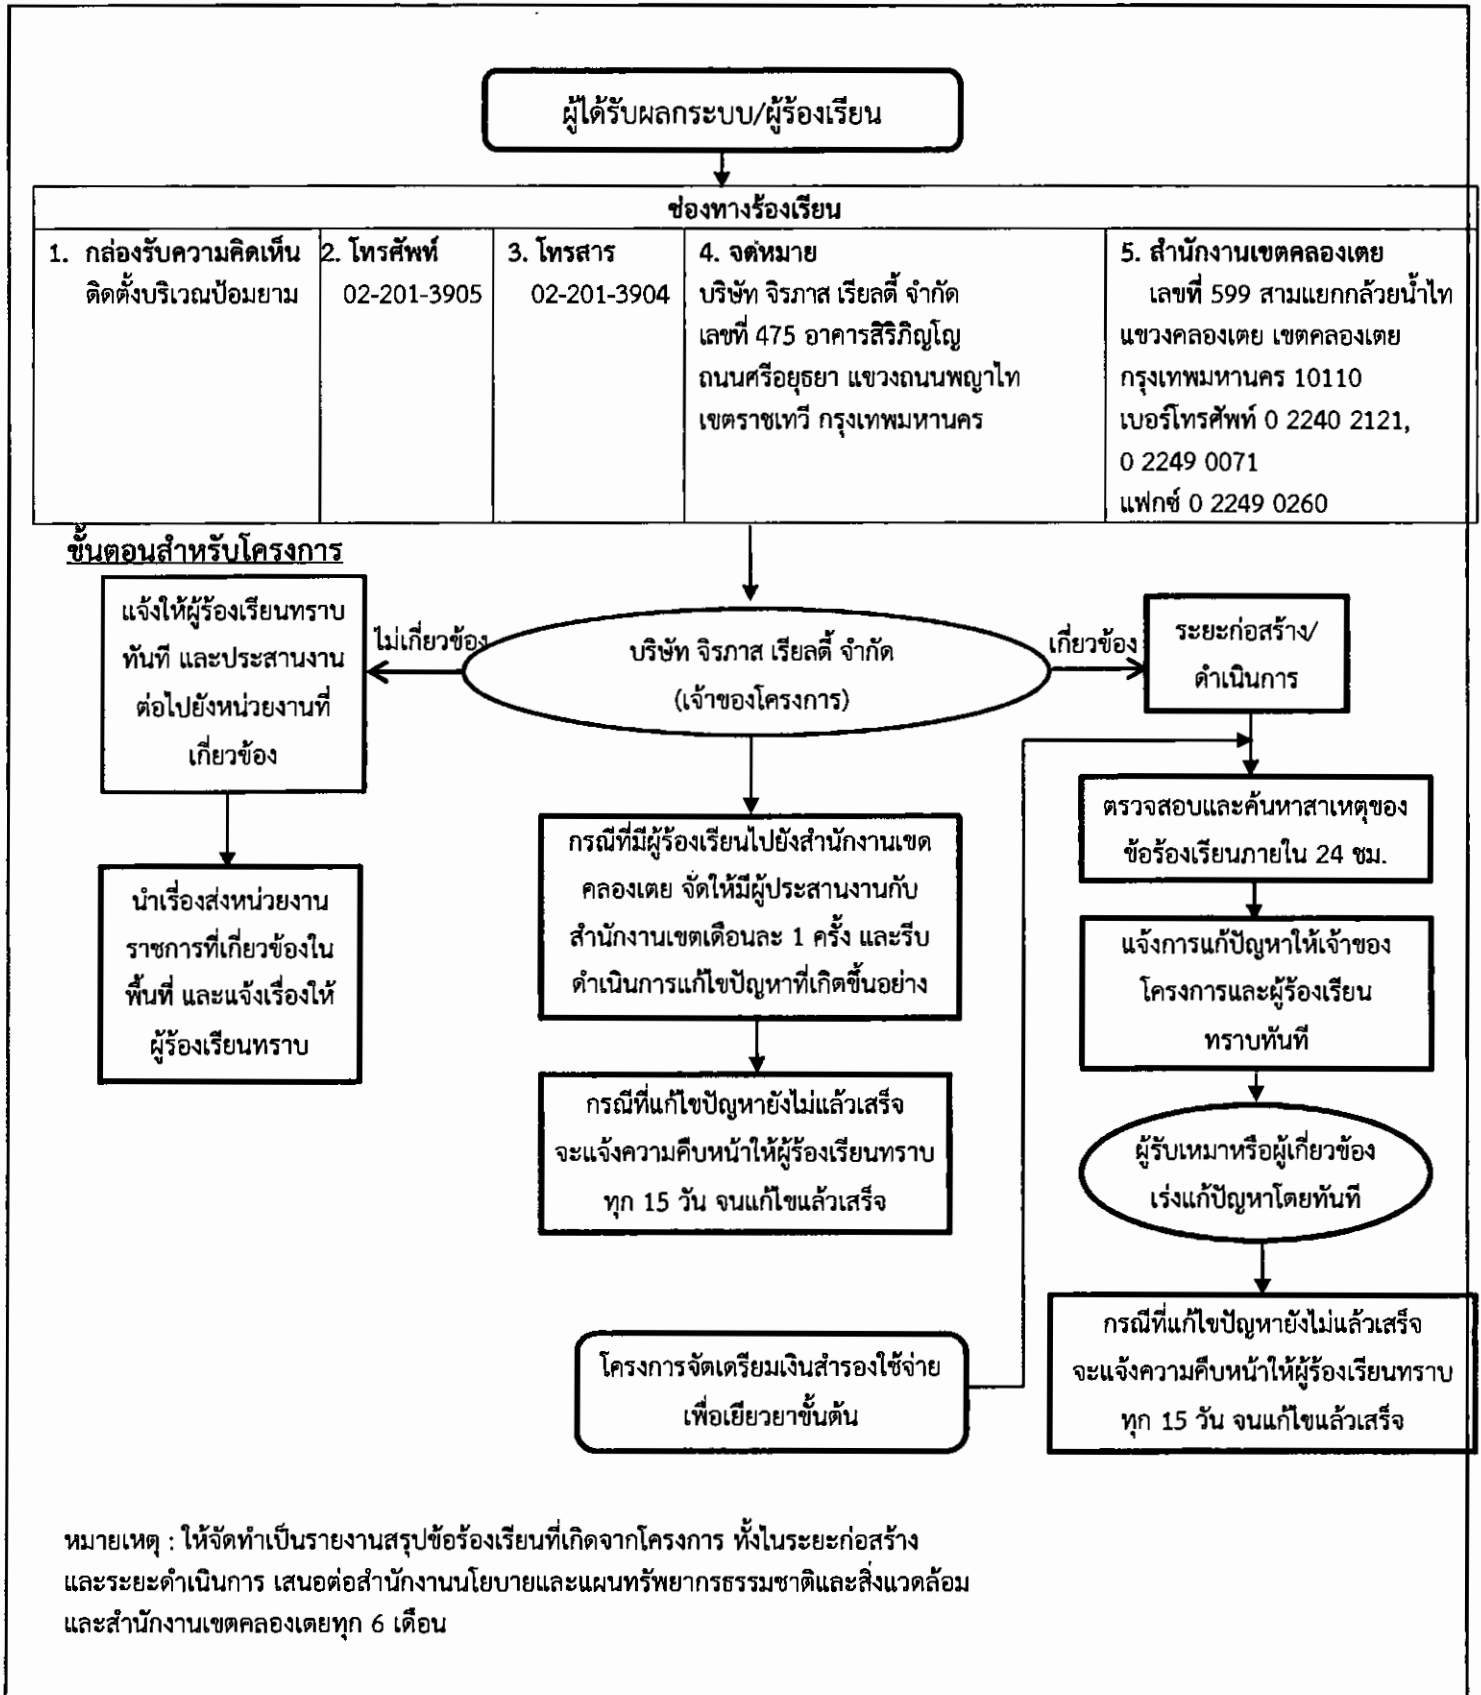 ผู้ได้รับผลกระบบ/ผู้ร้องเรียน
ช่องทางร้องเรียน
1. กล่องรับความคิดเห็น
ติดตั้งบริเวณป้อมยาม
2. โทรศัพท์
02-201-3905
3. โทรสาร
02-201-3904
4. จดหมาย
บริษัท จิรภาส เรียลตี้ จำกัด
เลขที่ 475 อาคารสิริภิญโญ
ถนนศรีอยุธยา แขวงถนนพญาไท
เขตราชเทวี กรุงเทพมหานคร
5. สำนักงานเขตคลองเตย
เลขที่ 599 สามแยกกล้วยน้ำไท
แขวงคลองเตย เขตคลองเตย
กรุงเทพมหานคร 10110
เบอร์โทรศัพท์ 0 2240 2121,
0 2249 0071
แฟกซ์ 0 2249 0260
ขั้นตอนสำหรับโครงการ
แจ้งให้ผู้ร้องเรียนทราบ
ทันที และประสานงาน
ต่อไปยังหน่วยงานที่
เกี่ยวข้อง
ไม่เกี่ยวข้อง
บริษัท จิรภาส เรียลตี้ จำกัด
(เจ้าของโครงการ)
เกี่ยวข้อง
ระยะก่อสร้าง/
ดำเนินการ
นำเรื่องส่งหน่วยงาน
ราชการที่เกี่ยวข้องใน
พื้นที่ และแจ้งเรื่องให้
ผู้ร้องเรียนทราบ
กรณีที่มีผู้ร้องเรียนไปยังสำนักงานเขต
คลองเตย จัดให้มีผู้ประสานงานกับ
สำนักงานเขตเดือนละ 1 ครั้ง และรีบ
ดำเนินการแก้ไขปัญหาที่เกิดขึ้นอย่าง
กรณีที่แก้ไขปัญหายังไม่แล้วเสร็จ
จะแจ้งความคืบหน้าให้ผู้ร้องเรียนทราบ
ทุก 15 วัน จนแก้ไขแล้วเสร็จ
ตรวจสอบและค้นหาสาเหตุของ
ข้อร้องเรียนภายใน 24 ชม.
แจ้งการแก้ปัญหาให้เจ้าของ
โครงการและผู้ร้องเรียน
ทราบทันที
ผู้รับเหมาหรือผู้เกี่ยวข้อง
เร่งแก้ปัญหาโดยทันที
กรณีที่แก้ไขปัญหายังไม่แล้วเสร็จ
จะแจ้งความคืบหน้าให้ผู้ร้องเรียนทราบ
ทุก 15 วัน จนแก้ไขแล้วเสร็จ
โครงการจัดเตรียมเงินสำรองใช้จ่าย
เพื่อเยียวยาขั้นต้น
หมายเหตุ : ให้จัดทำเป็นรายงานสรุปข้อร้องเรียนที่เกิดจากโครงการ ทั้งในระยะก่อสร้าง
และระยะดำเนินการ เสนอต่อสำนักงานนโยบายและแผนทรัพยากรธรรมชาติและสิ่งแวดล้อม
และสำนักงานเขตคลองเตยทุก 6 เดือน